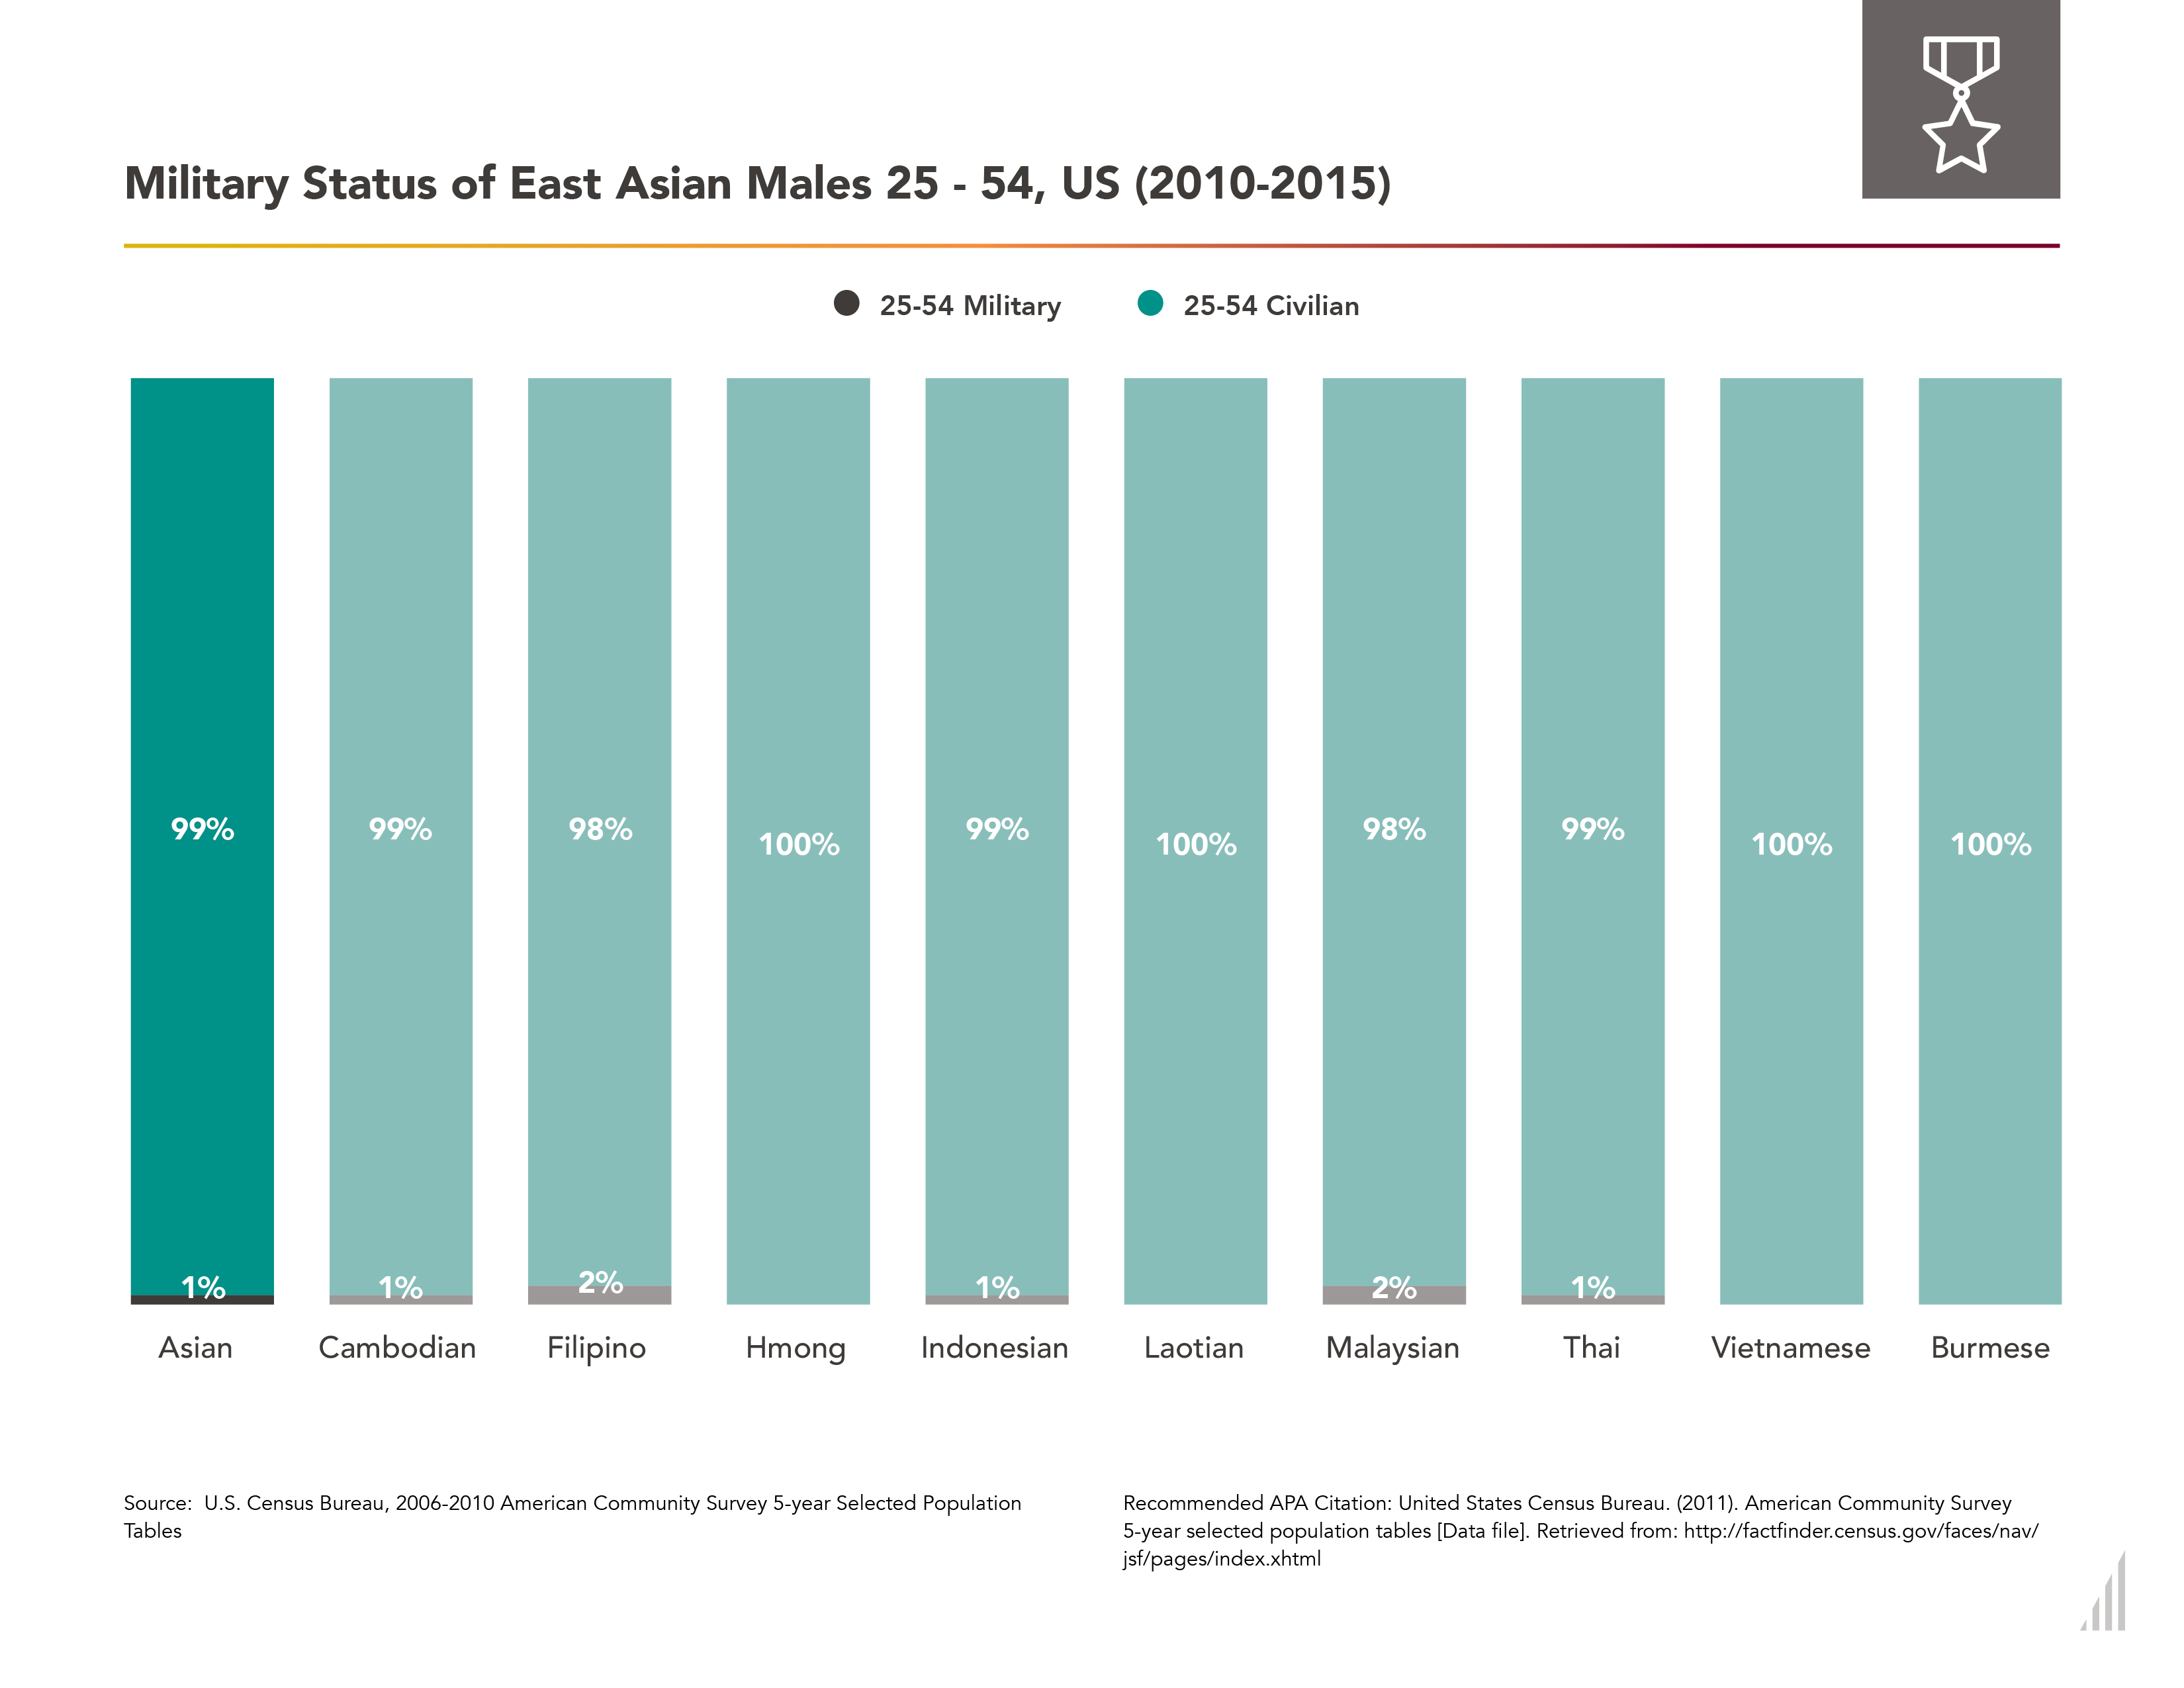 Military Status of East Asian Males 25 - 54, US (2010-2015)
25-54 Military 25-54 Civilian
99% 99% 98% 100% 99% 100% 98% 99% 100% 100%
1% 1% 2% 1% 2% 1%
Asian Cambodian Filipino Hmong Indonesian Laotian Malaysian Thai Vietnamese Burmese
Source:  U.S. Census Bureau, 2006-2010 American Community Survey 5-year Selected Population
Tables
Recommended APA Citation: United States Census Bureau. (2011). American Community Survey
5-year selected population tables [Data file]. Retrieved from: http://factfinder.census.gov/faces/nav/
jsf/pages/index.xhtml